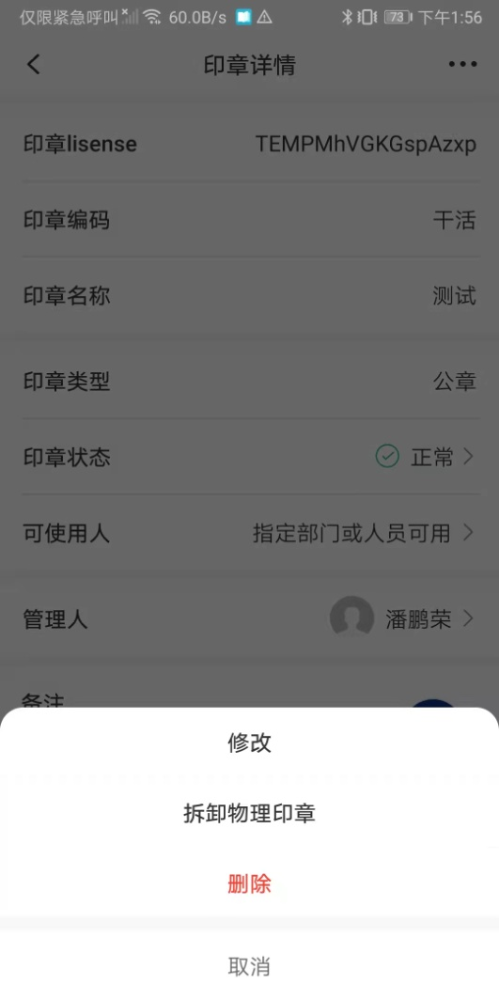 仅限紧急呼叫 60.0B/s 73 下午1:56
印章详情
印章lisense TEMPMhVGKGspAzxp
印章编码 干活
印章名称 测试
印章类型 公章
印章状态 正常
可使用人 指定部门或人员可用
管理人 潘鹏荣
备注
修改
拆卸物理印章
删除
取消